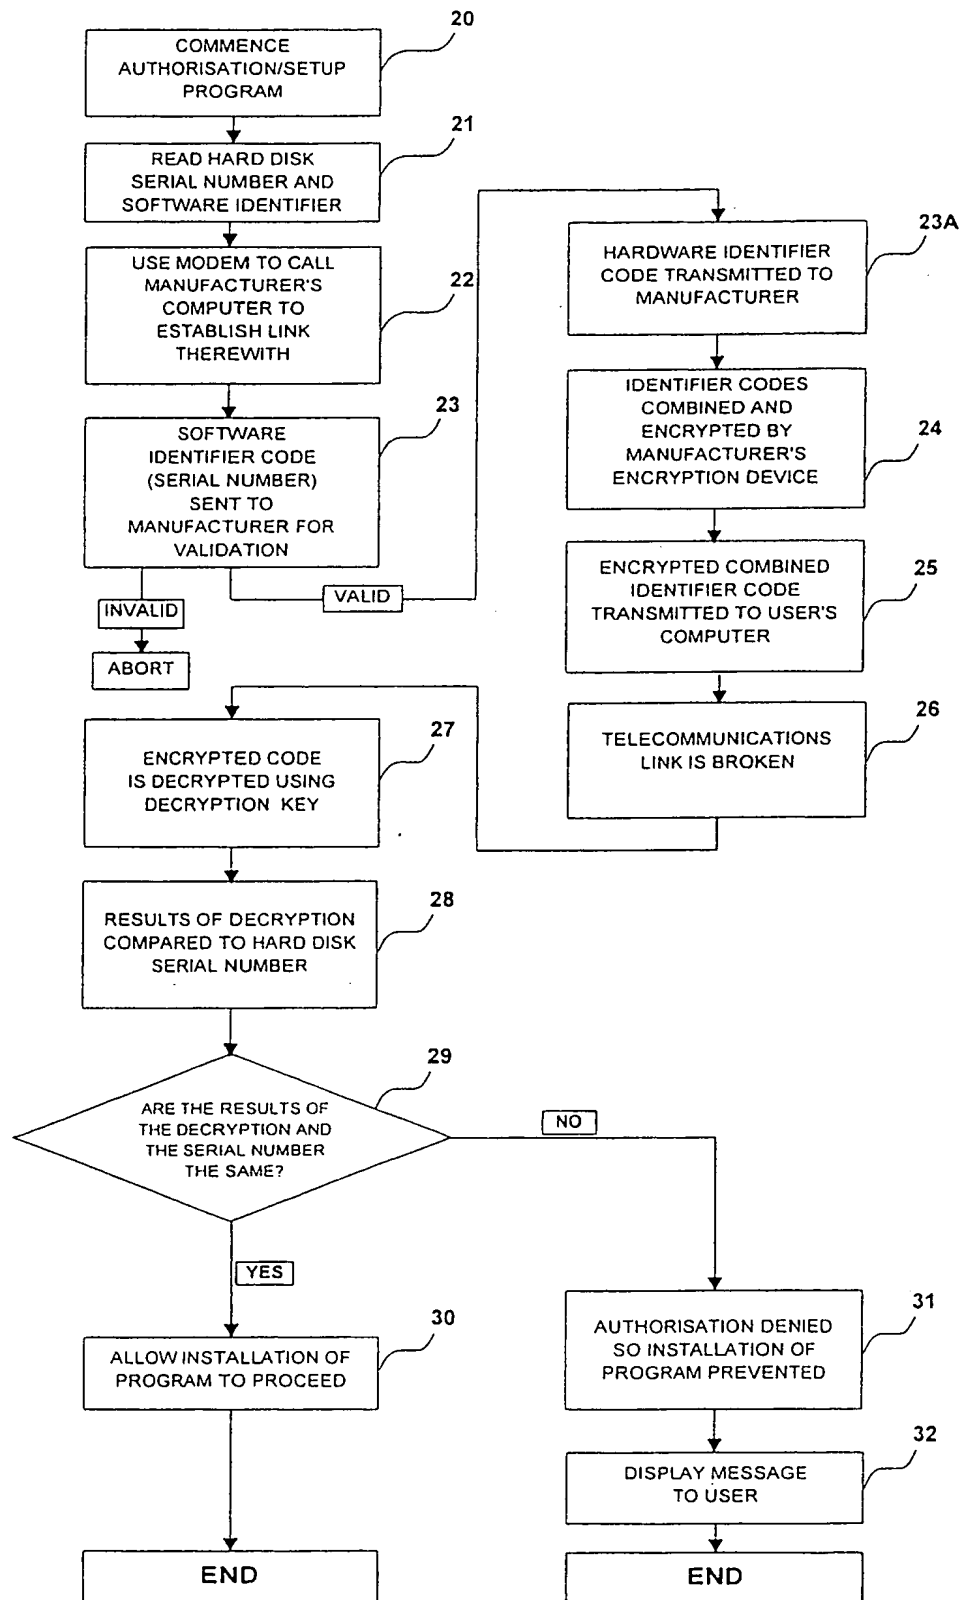 20
COMMENCE
AUTHORISATION/SETUP
PROGRAM
21
READ HARD DISK
SERIAL NUMBER AND
SOFTWARE IDENTIFIER
22
USE MODEM TO CALL
MANUFACTURER'S
COMPUTER TO
ESTABLISH LINK
THEREWITH
23
SOFTWARE
IDENTIFIER CODE
(SERIAL NUMBER)
SENT TO
MANUFACTURER FOR
VALIDATION
INVALID
ABORT
VALID
23A
HARDWARE IDENTIFIER
CODE TRANSMITTED TO
MANUFACTURER
24
IDENTIFIER CODES
COMBINED AND
ENCRYPTED BY
MANUFACTURER'S
ENCRYPTION DEVICE
25
ENCRYPTED COMBINED
IDENTIFIER CODE
TRANSMITTED TO USER'S
COMPUTER
26
TELECOMMUNICATIONS
LINK IS BROKEN
27
ENCRYPTED CODE
IS DECRYPTED USING
DECRYPTION KEY
28
RESULTS OF DECRYPTION
COMPARED TO HARD DISK
SERIAL NUMBER
29
ARE THE RESULTS OF
THE DECRYPTION AND
THE SERIAL NUMBER
THE SAME?
NO
YES
30
ALLOW INSTALLATION OF
PROGRAM TO PROCEED
END
31
AUTHORISATION DENIED
SO INSTALLATION OF
PROGRAM PREVENTED
32
DISPLAY MESSAGE
TO USER
END